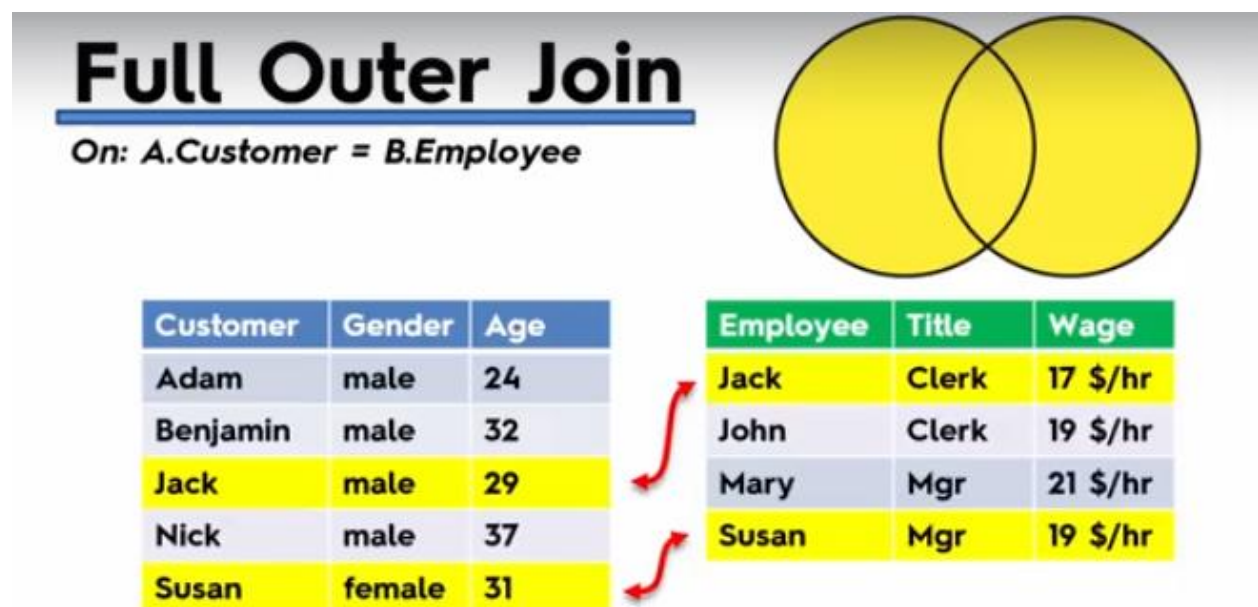 Full Outer Join
On: A.Customer = B.Employee
Customer Gender Age
Adam male 24
Benjamin male 32
Jack male 29
Nick male 37
Susan female 31
Employee Title Wage
Jack Clerk 17 $/hr
John Clerk 19 $/hr
Mary Mgr 21 $/hr
Susan Mgr 19 $/hr